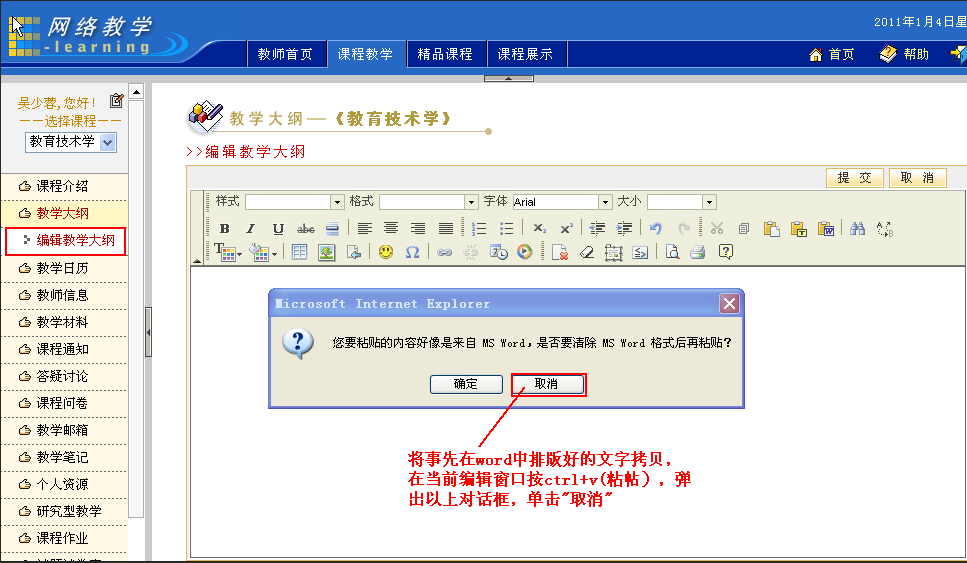 网络教学
-learning
2011年1月4日星
教师首页
课程教学
精品课程
课程展示
首页
帮助
吴少蓉,您好!
——选择课程——
教育技术学
课程介绍
教学大纲
编辑教学大纲
教学日历
教师信息
教学材料
课程通知
答疑讨论
课程问卷
教学邮箱
教学笔记
个人资源
研究型教学
课程作业
教学大纲—《教育技术学》
>>编辑教学大纲
提 交
取 消
样式
格式
字体
Arial
大小
B I U abc
Microsoft Internet Explorer
您要粘贴的内容好像是来自 MS Word,是否要清除 MS Word 格式后再粘贴?
确定
取消
将事先在word中排版好的文字拷贝,
在当前编辑窗口按ctrl+v(粘帖),弹
出以上对话框,单击"取消"